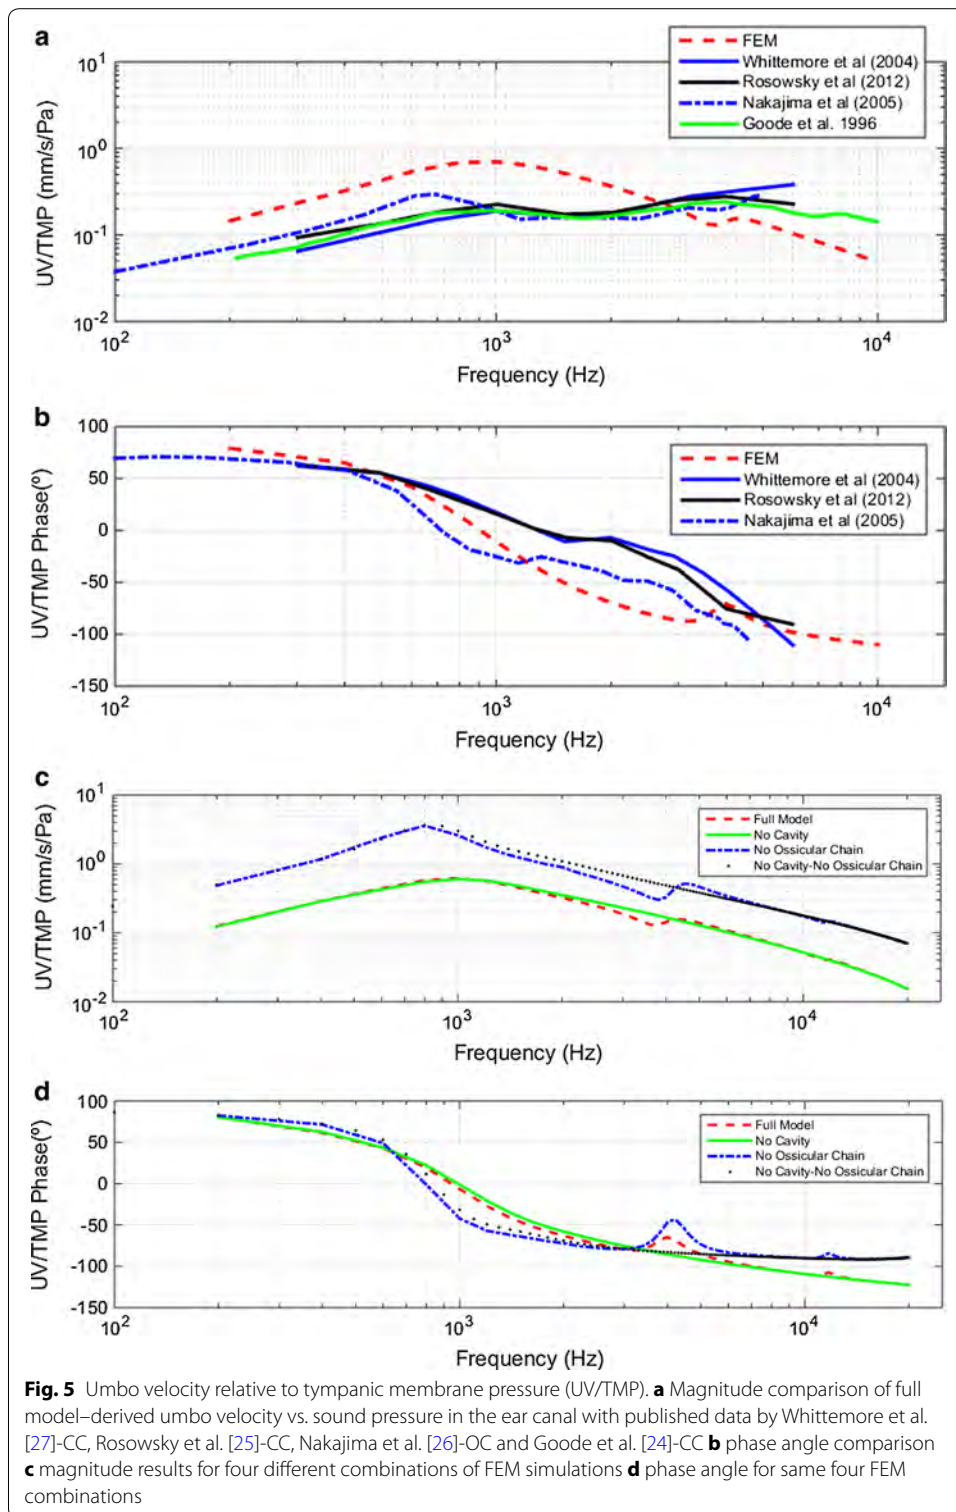 a
FEM
Whittemore et al (2004)
Rosowsky et al (2012)
Nakajima et al (2005)
Goode et al. 1996
UV/TMP (mm/s/Pa)
10^1
10^0
10^-1
10^-2
10^2
10^3
10^4
Frequency (Hz)
b
FEM
Whittemore et al (2004)
Rosowsky et al (2012)
Nakajima et al (2005)
UV/TMP Phase(º)
100
50
0
-50
-100
-150
10^2
10^3
10^4
Frequency (Hz)
c
Full Model
No Cavity
No Ossicular Chain
No Cavity-No Ossicular Chain
UV/TMP (mm/s/Pa)
10^1
10^0
10^-1
10^-2
10^2
10^3
10^4
Frequency (Hz)
d
Full Model
No Cavity
No Ossicular Chain
No Cavity-No Ossicular Chain
UV/TMP Phase(º)
100
50
0
-50
-100
-150
10^2
10^3
10^4
Frequency (Hz)
Fig. 5 Umbo velocity relative to tympanic membrane pressure (UV/TMP). a Magnitude comparison of full
model–derived umbo velocity vs. sound pressure in the ear canal with published data by Whittemore et al.
[27]-CC, Rosowsky et al. [25]-CC, Nakajima et al. [26]-OC and Goode et al. [24]-CC b phase angle comparison
c magnitude results for four different combinations of FEM simulations d phase angle for same four FEM
combinations